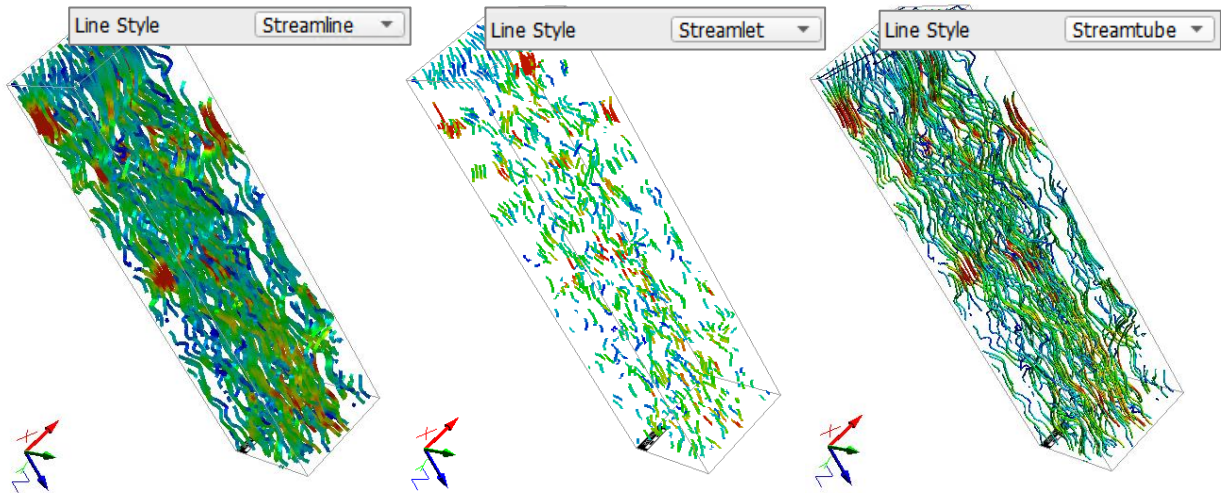 Line Style Streamline
Line Style Streamlet
Line Style Streamtube
X
Y
Z
X
Y
Z
X
Y
Z